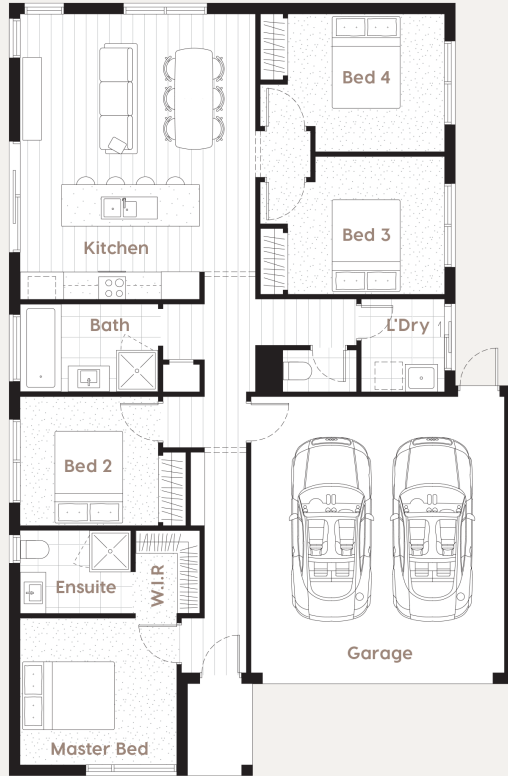 Bed 4
Bed 3
Kitchen
Bath
L'Dry
Bed 2
Ensuite
W.I.R
Garage
Master Bed